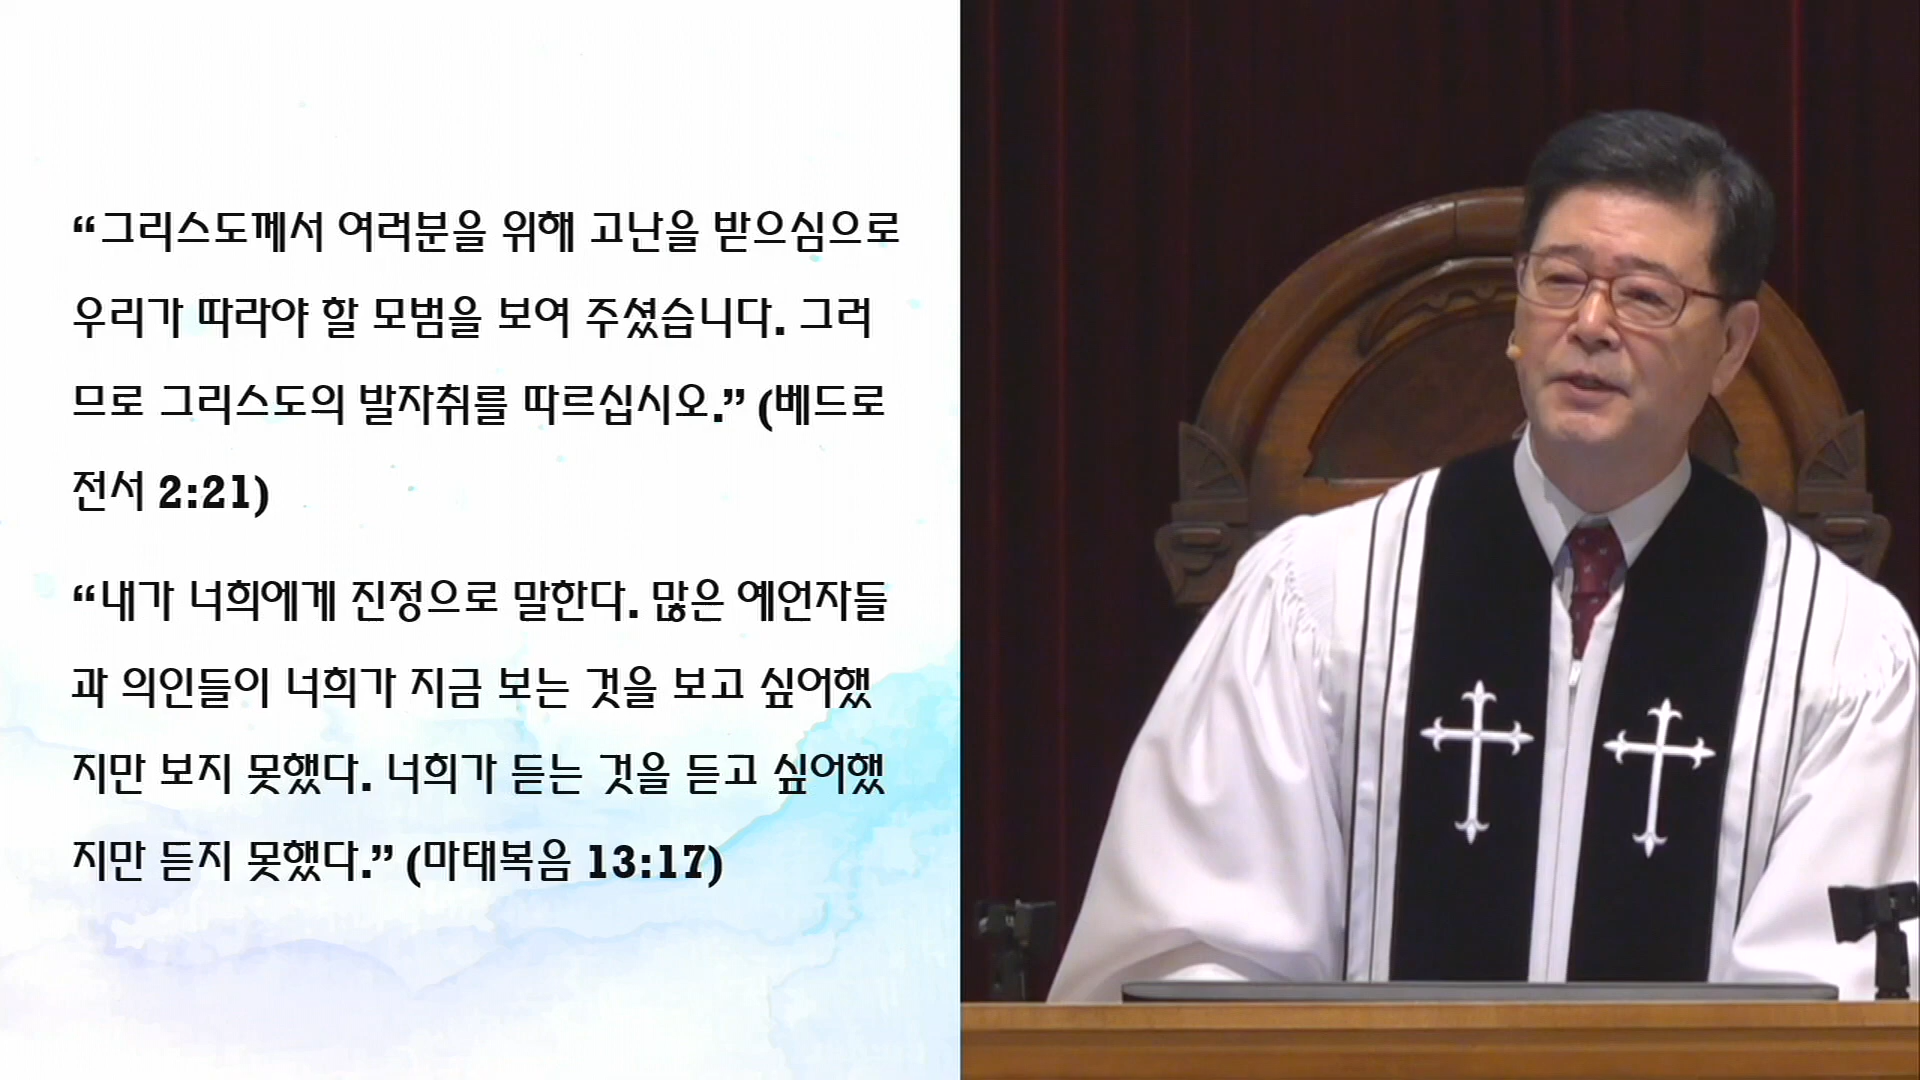 “그리스도께서 여러분을 위해 고난을 받으심으로
우리가 따라야 할 모범을 보여 주셨습니다. 그러
므로 그리스도의 발자취를 따르십시오.” (베드로
전서 2:21)
“내가 너희에게 진정으로 말한다. 많은 예언자들
과 의인들이 너희가 지금 보는 것을 보고 싶어했
지만 보지 못했다. 너희가 듣는 것을 듣고 싶어했
지만 듣지 못했다.” (마태복음 13:17)